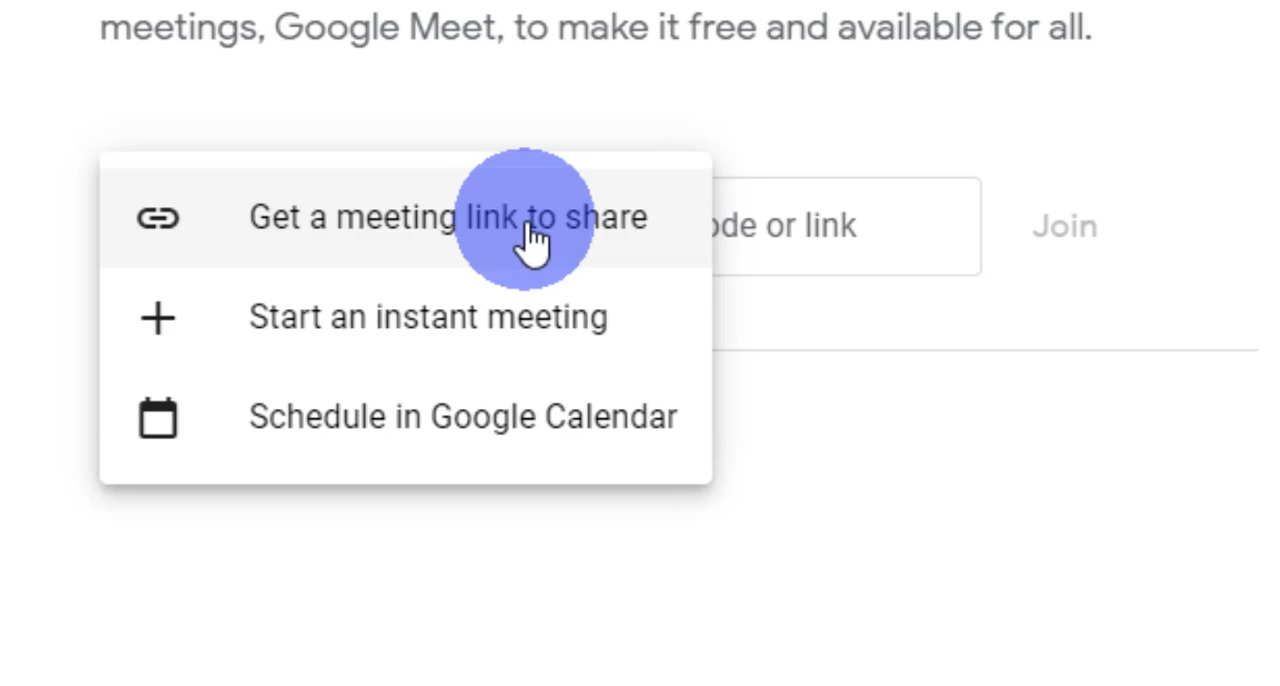 meetings, Google Meet, to make it free and available for all.
Get a meeting link to share
or link
Join
Start an instant meeting
Schedule in Google Calendar